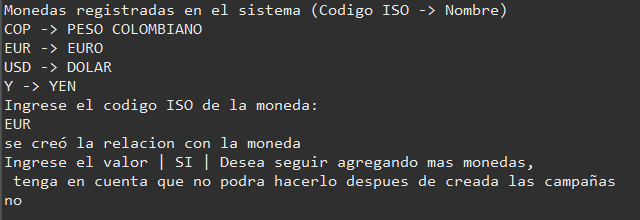 Monedas registradas en el sistema (Codigo ISO -> Nombre)
COP -> PESO COLOMBIANO
EUR -> EURO
USD -> DOLAR
Y -> YEN
Ingrese el codigo ISO de la moneda:
EUR
se creó la relacion con la moneda
Ingrese el valor | SI | Desea seguir agregando mas monedas,
 tenga en cuenta que no podra hacerlo despues de creada las campañas
no